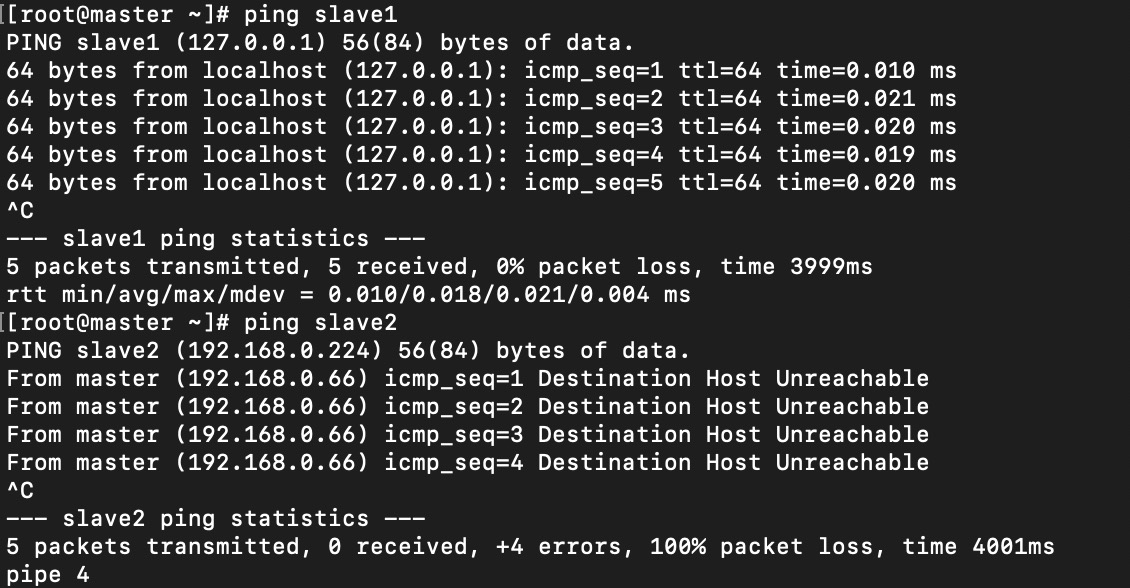 [[root@master ~]# ping slave1
PING slave1 (127.0.0.1) 56(84) bytes of data.
64 bytes from localhost (127.0.0.1): icmp_seq=1 ttl=64 time=0.010 ms
64 bytes from localhost (127.0.0.1): icmp_seq=2 ttl=64 time=0.021 ms
64 bytes from localhost (127.0.0.1): icmp_seq=3 ttl=64 time=0.020 ms
64 bytes from localhost (127.0.0.1): icmp_seq=4 ttl=64 time=0.019 ms
64 bytes from localhost (127.0.0.1): icmp_seq=5 ttl=64 time=0.020 ms
^C
--- slave1 ping statistics ---
5 packets transmitted, 5 received, 0% packet loss, time 3999ms
rtt min/avg/max/mdev = 0.010/0.018/0.021/0.004 ms
[[root@master ~]# ping slave2
PING slave2 (192.168.0.224) 56(84) bytes of data.
From master (192.168.0.66) icmp_seq=1 Destination Host Unreachable
From master (192.168.0.66) icmp_seq=2 Destination Host Unreachable
From master (192.168.0.66) icmp_seq=3 Destination Host Unreachable
From master (192.168.0.66) icmp_seq=4 Destination Host Unreachable
^C
--- slave2 ping statistics ---
5 packets transmitted, 0 received, +4 errors, 100% packet loss, time 4001ms
pipe 4